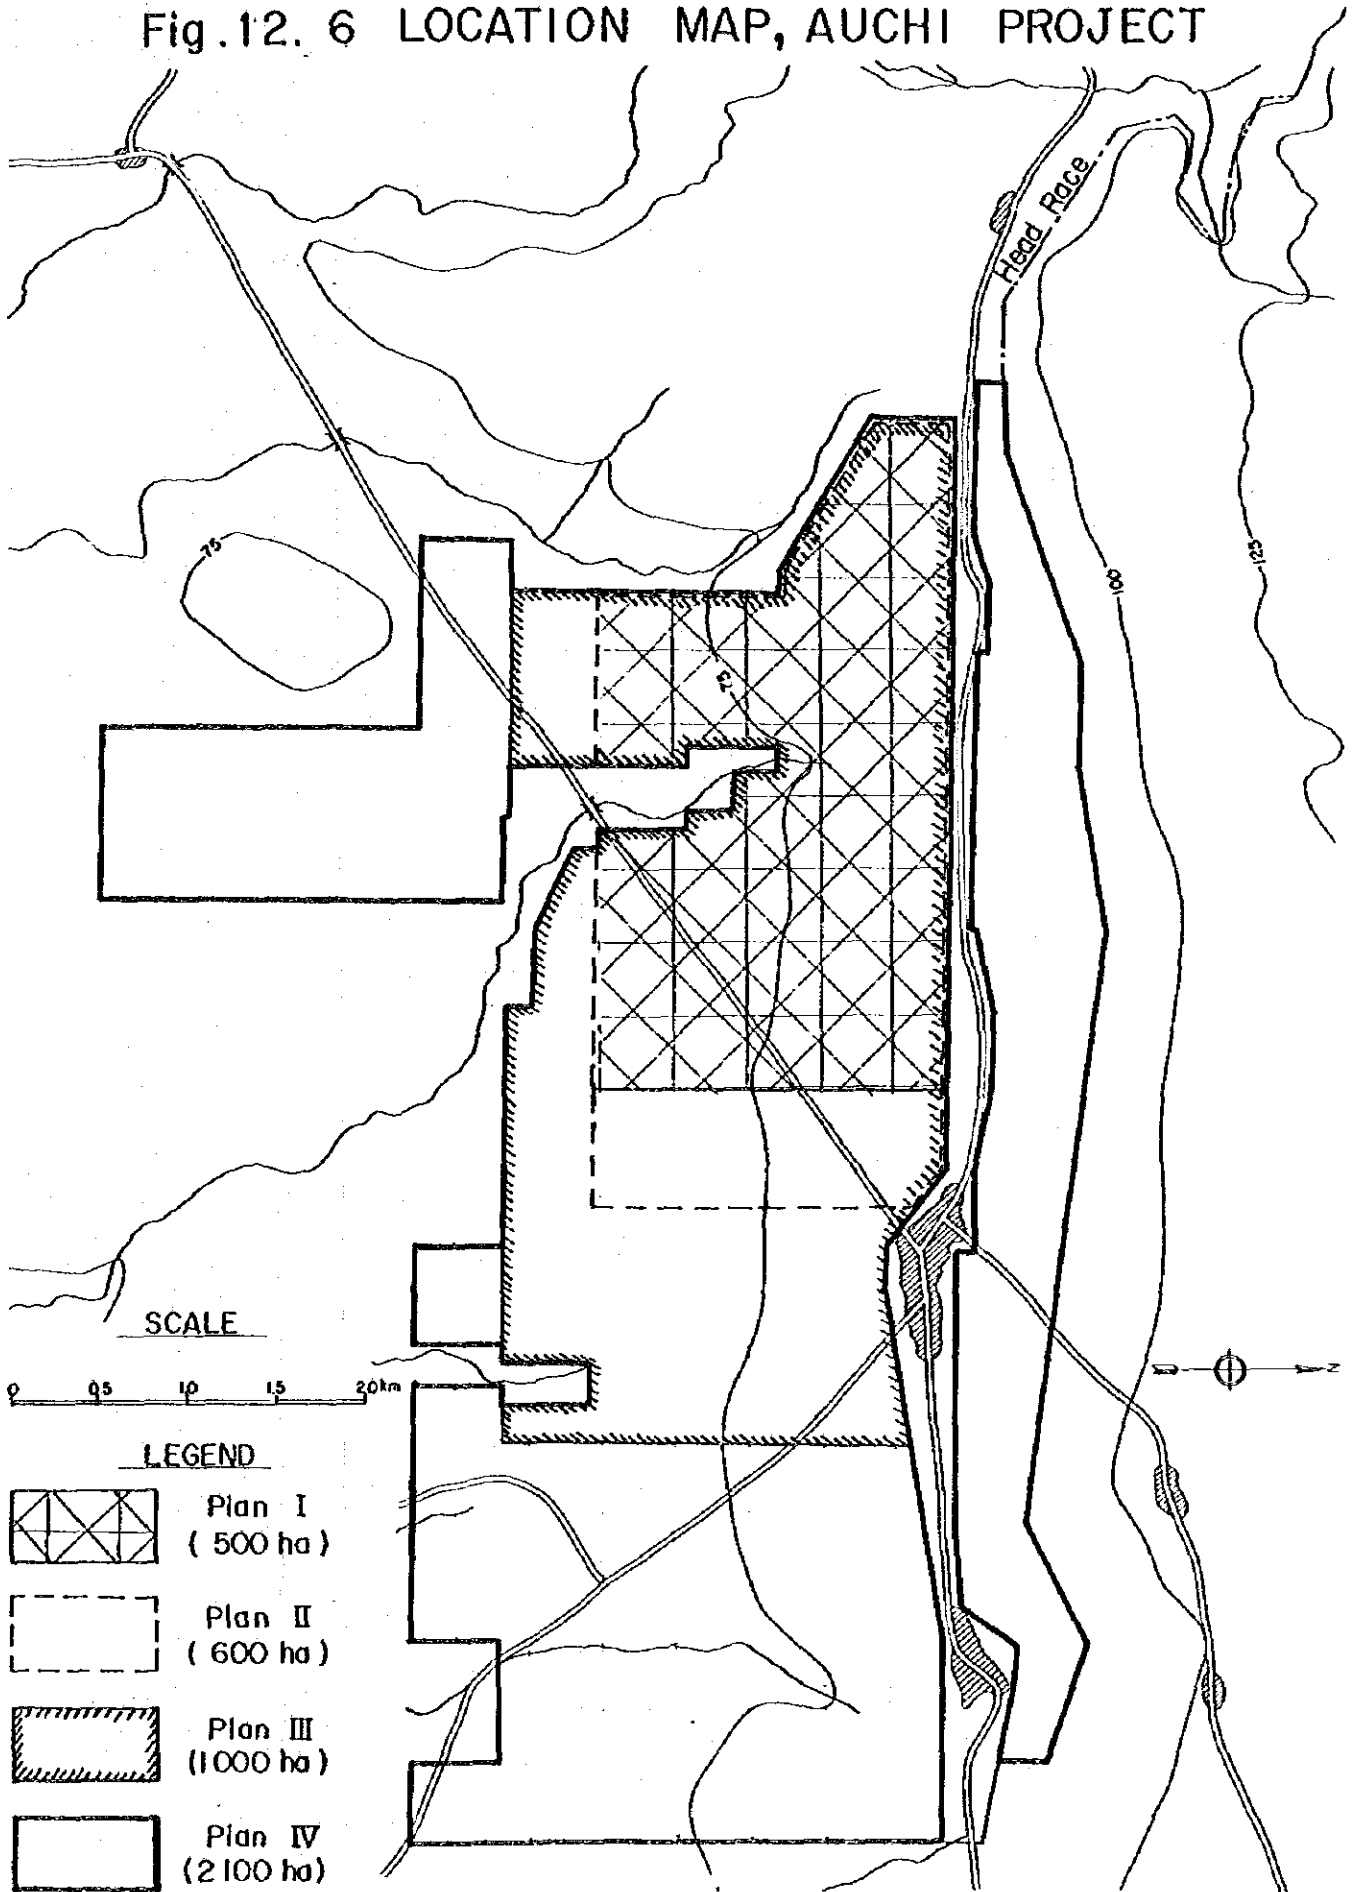 Fig. 12. 6 LOCATION MAP, AUCHI PROJECT
Head Race
75
100
125
75
N
SCALE
0 0.5 1.0 1.5 2.0 km
LEGEND
Plan I
( 500 ha )
Plan II
( 600 ha )
Plan III
(1000 ha )
Plan IV
(2100 ha)